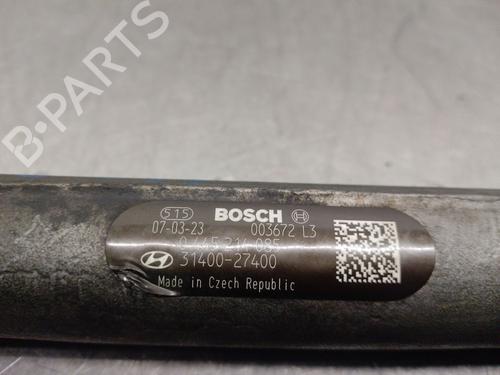 B-PARTS
515 BOSCH
07-03-23 003672 L3
0 445 214 085
31400-27400
Made in Czech Republic